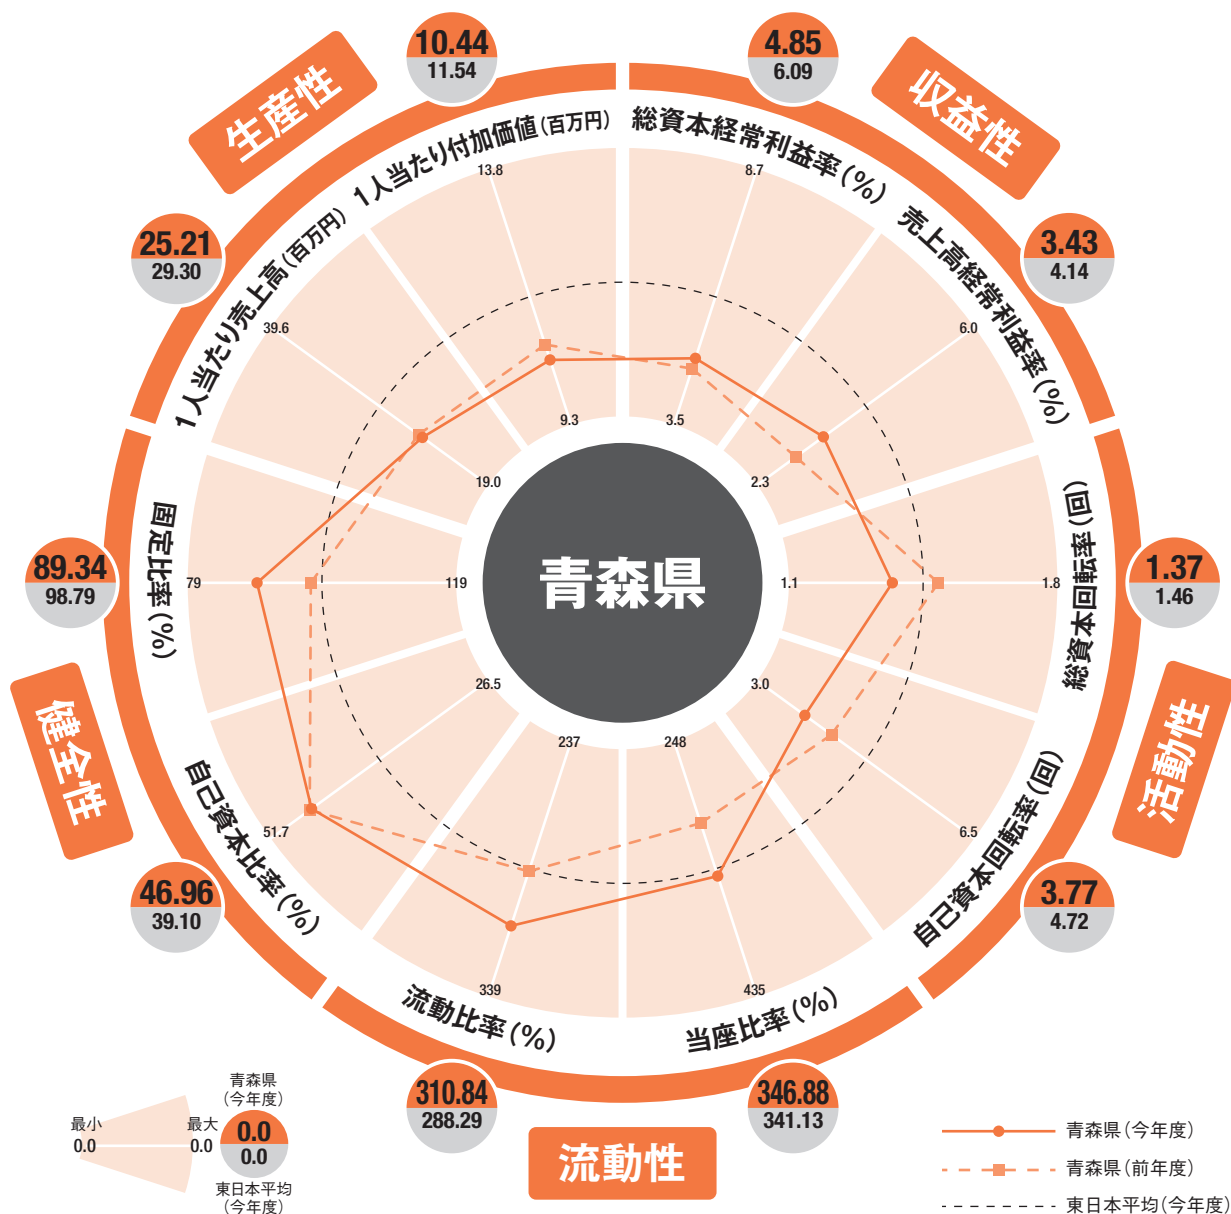 生産性
収益性
10.44
11.54
4.85
6.09
1人当たり付加価値(百万円)
総資本経常利益率(%)
13.8
8.7
25.21
29.30
3.43
4.14
1人当たり売上高(百万円)
売上高経常利益率(%)
39.6
6.0
9.3
3.5
19.0
2.3
89.34
98.79
固定比率(%)
79
119
青森県
1.1
1.8
総資本回転率(回)
1.37
1.46
健全性
活動性
26.5
3.0
237
248
51.7
6.5
自己資本比率(%)
自己資本回転率(回)
46.96
39.10
3.77
4.72
339
435
流動比率(%)
当座比率(%)
310.84
288.29
346.88
341.13
流動性
青森県
(今年度)
最小
0.0
最大
0.0
0.0
0.0
東日本平均
(今年度)
青森県(今年度)
青森県(前年度)
東日本平均(今年度)